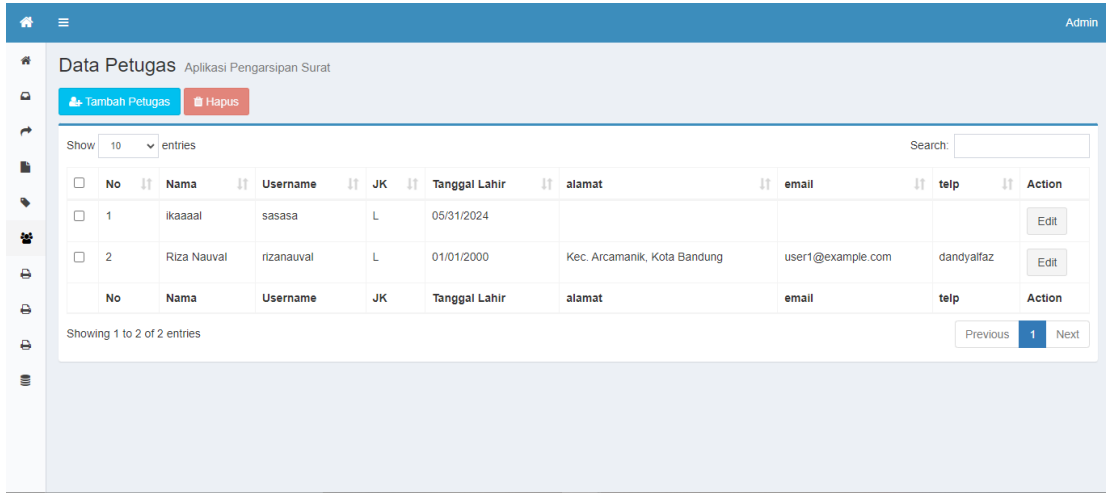 Admin
Data Petugas Aplikasi Pengarsipan Surat
Tambah Petugas Hapus
Show 10 entries Search:
No Nama Username JK Tanggal Lahir alamat email telp Action
1 ikaaaal sasasa L 05/31/2024 Edit
2 Riza Nauval rizanauval L 01/01/2000 Kec. Arcamanik, Kota Bandung user1@example.com dandyalfaz Edit
No Nama Username JK Tanggal Lahir alamat email telp Action
Showing 1 to 2 of 2 entries Previous 1 Next